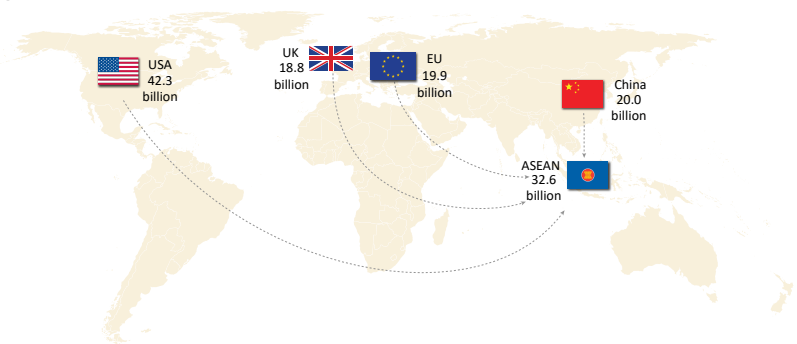 USA
42.3
billion
UK
18.8
billion
EU
19.9
billion
China
20.0
billion
ASEAN
32.6
billion